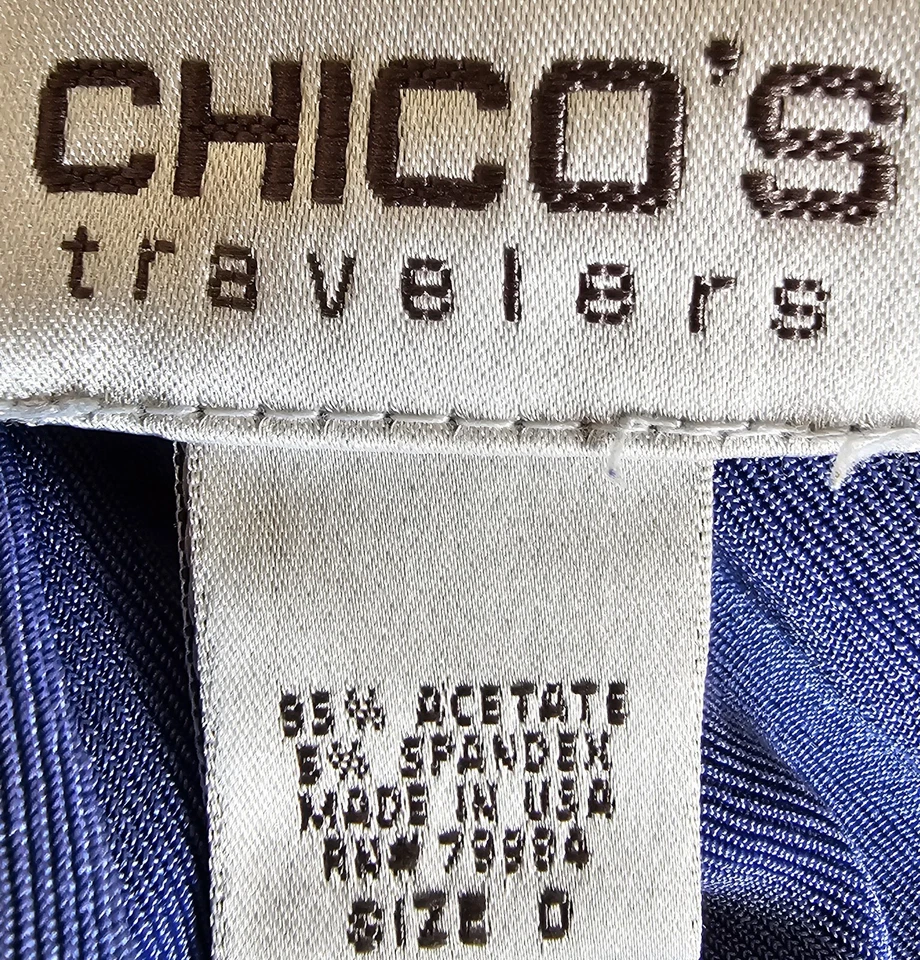 CHICO'S
travelers
95% ACETATE
5% SPANDEX
MADE IN USA
RN# 79984
SIZE 0